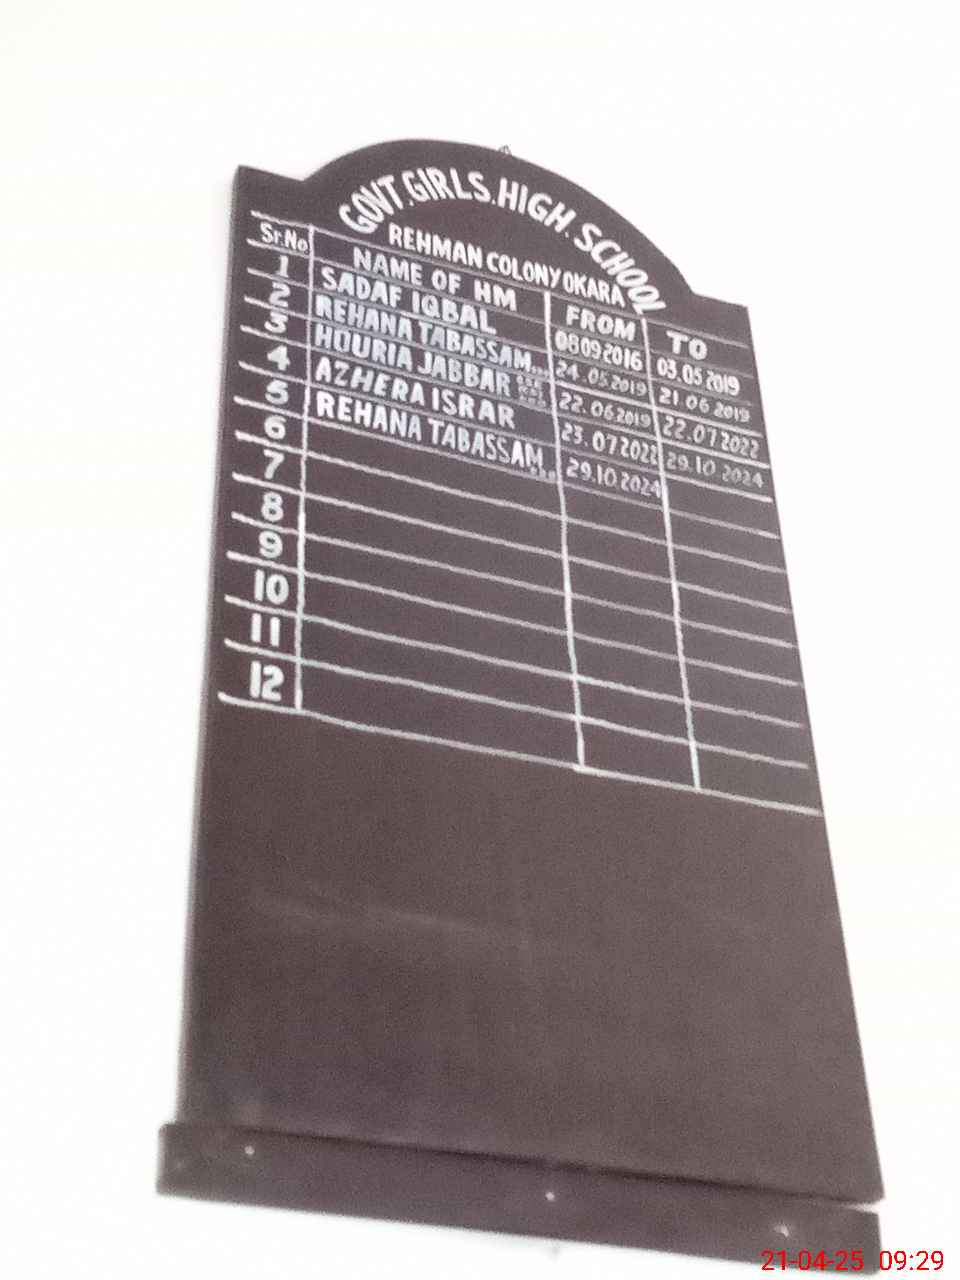 GOVT. GIRLS. HIGH. SCHOOL
REHMAN COLONY OKARA
Sr.No NAME OF HM FROM TO
1 SADAF IQBAL 08 09 2016 03.05 2019
2 REHANA TABASSAM 24.05 2019 21.06 2019
3 HOURIA JABBAR 22.06 2019 22.07 2022
4 AZHERA ISRAR 23.07 2022 29.10 2024
5 REHANA TABASSAM 29.10 2024
6
7
8
9
10
11
12
21-04-25 09:29